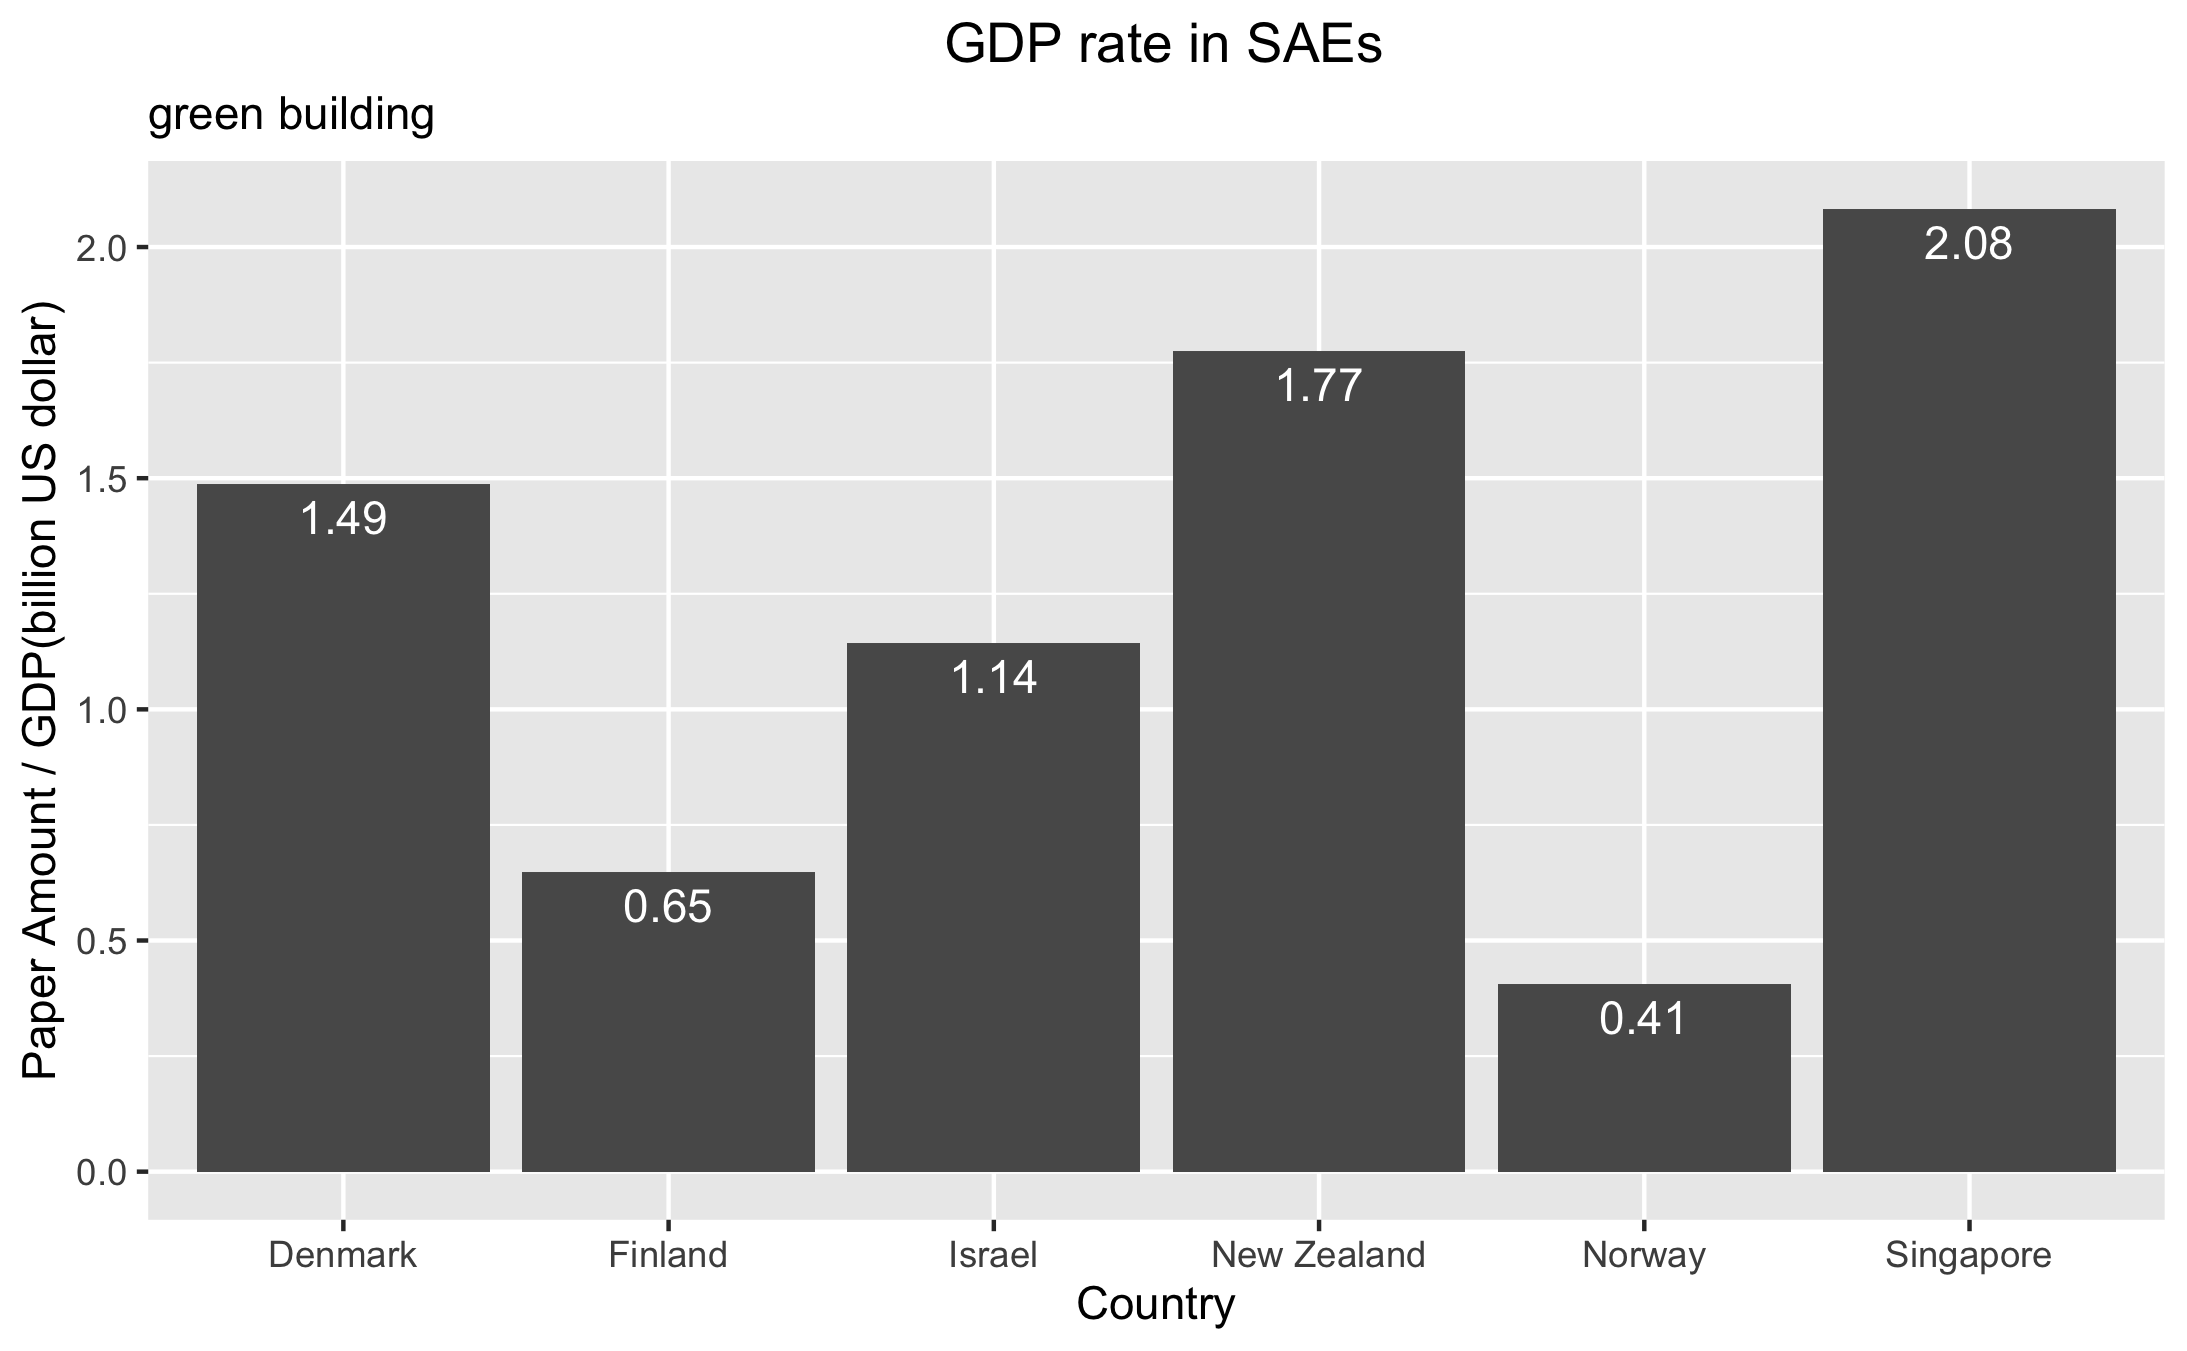 GDP rate in SAEs
green building
Paper Amount / GDP(billion US dollar)
2.0
1.5
1.0
0.5
0.0
1.49
0.65
1.14
1.77
0.41
2.08
Denmark
Finland
Israel
New Zealand
Norway
Singapore
Country